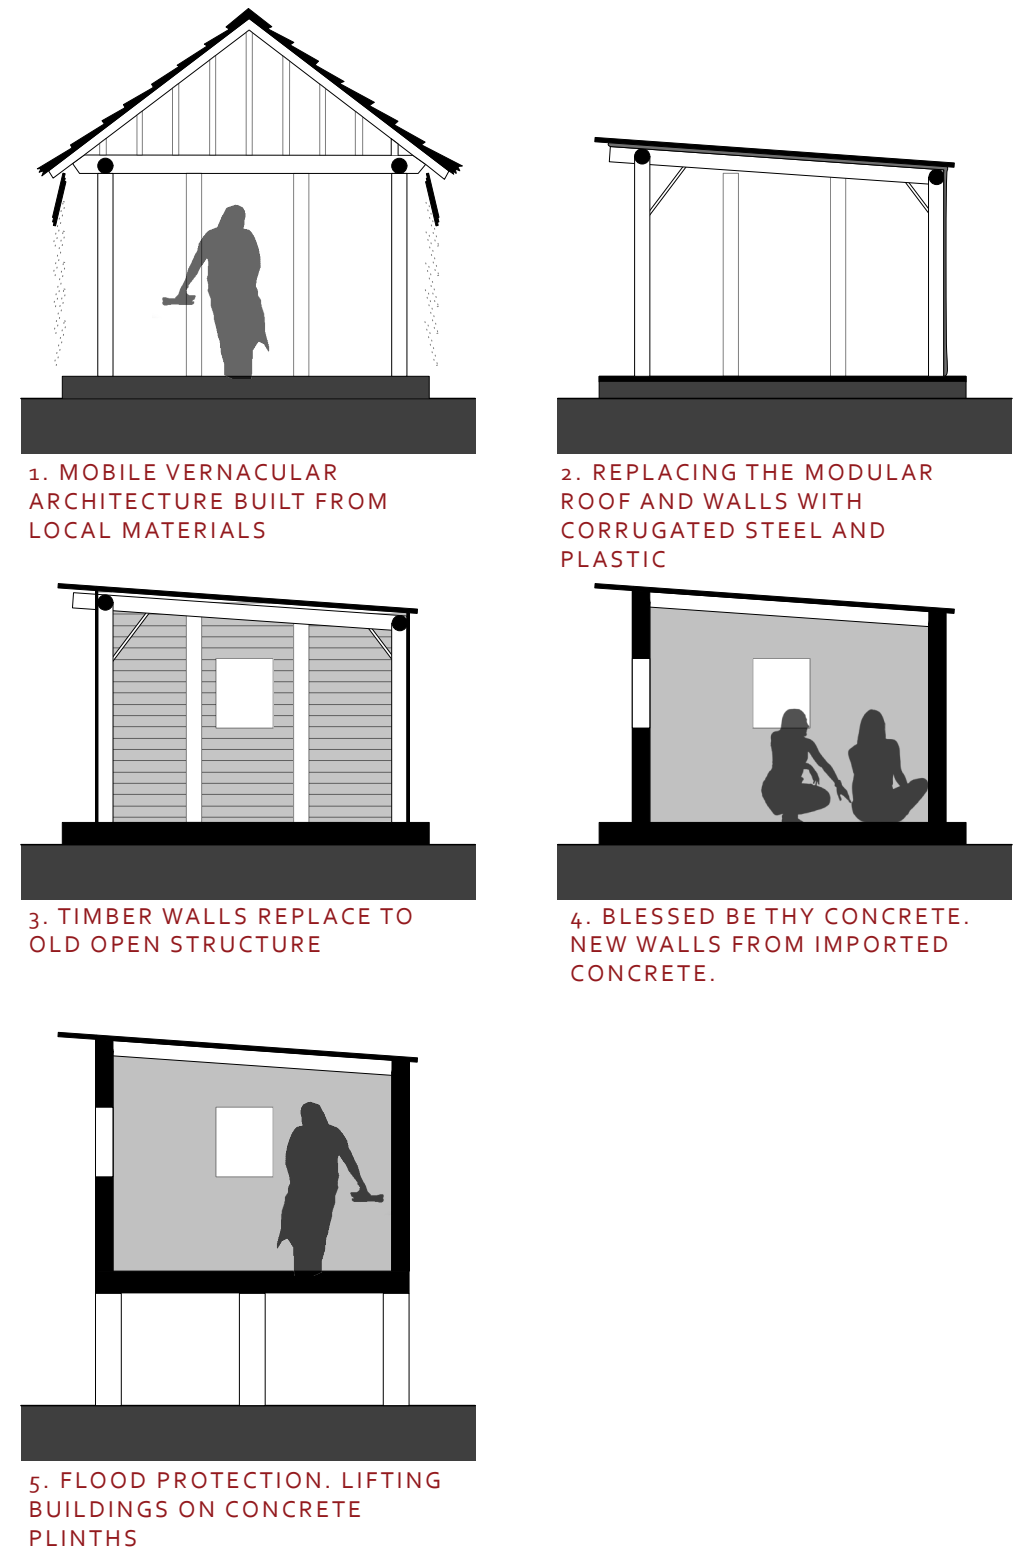 1. MOBILE VERNACULAR
ARCHITECTURE BUILT FROM
LOCAL MATERIALS
2. REPLACING THE MODULAR
ROOF AND WALLS WITH
CORRUGATED STEEL AND
PLASTIC
3. TIMBER WALLS REPLACE TO
OLD OPEN STRUCTURE
4. BLESSED BE THY CONCRETE.
NEW WALLS FROM IMPORTED
CONCRETE.
5. FLOOD PROTECTION. LIFTING
BUILDINGS ON CONCRETE
PLINTHS